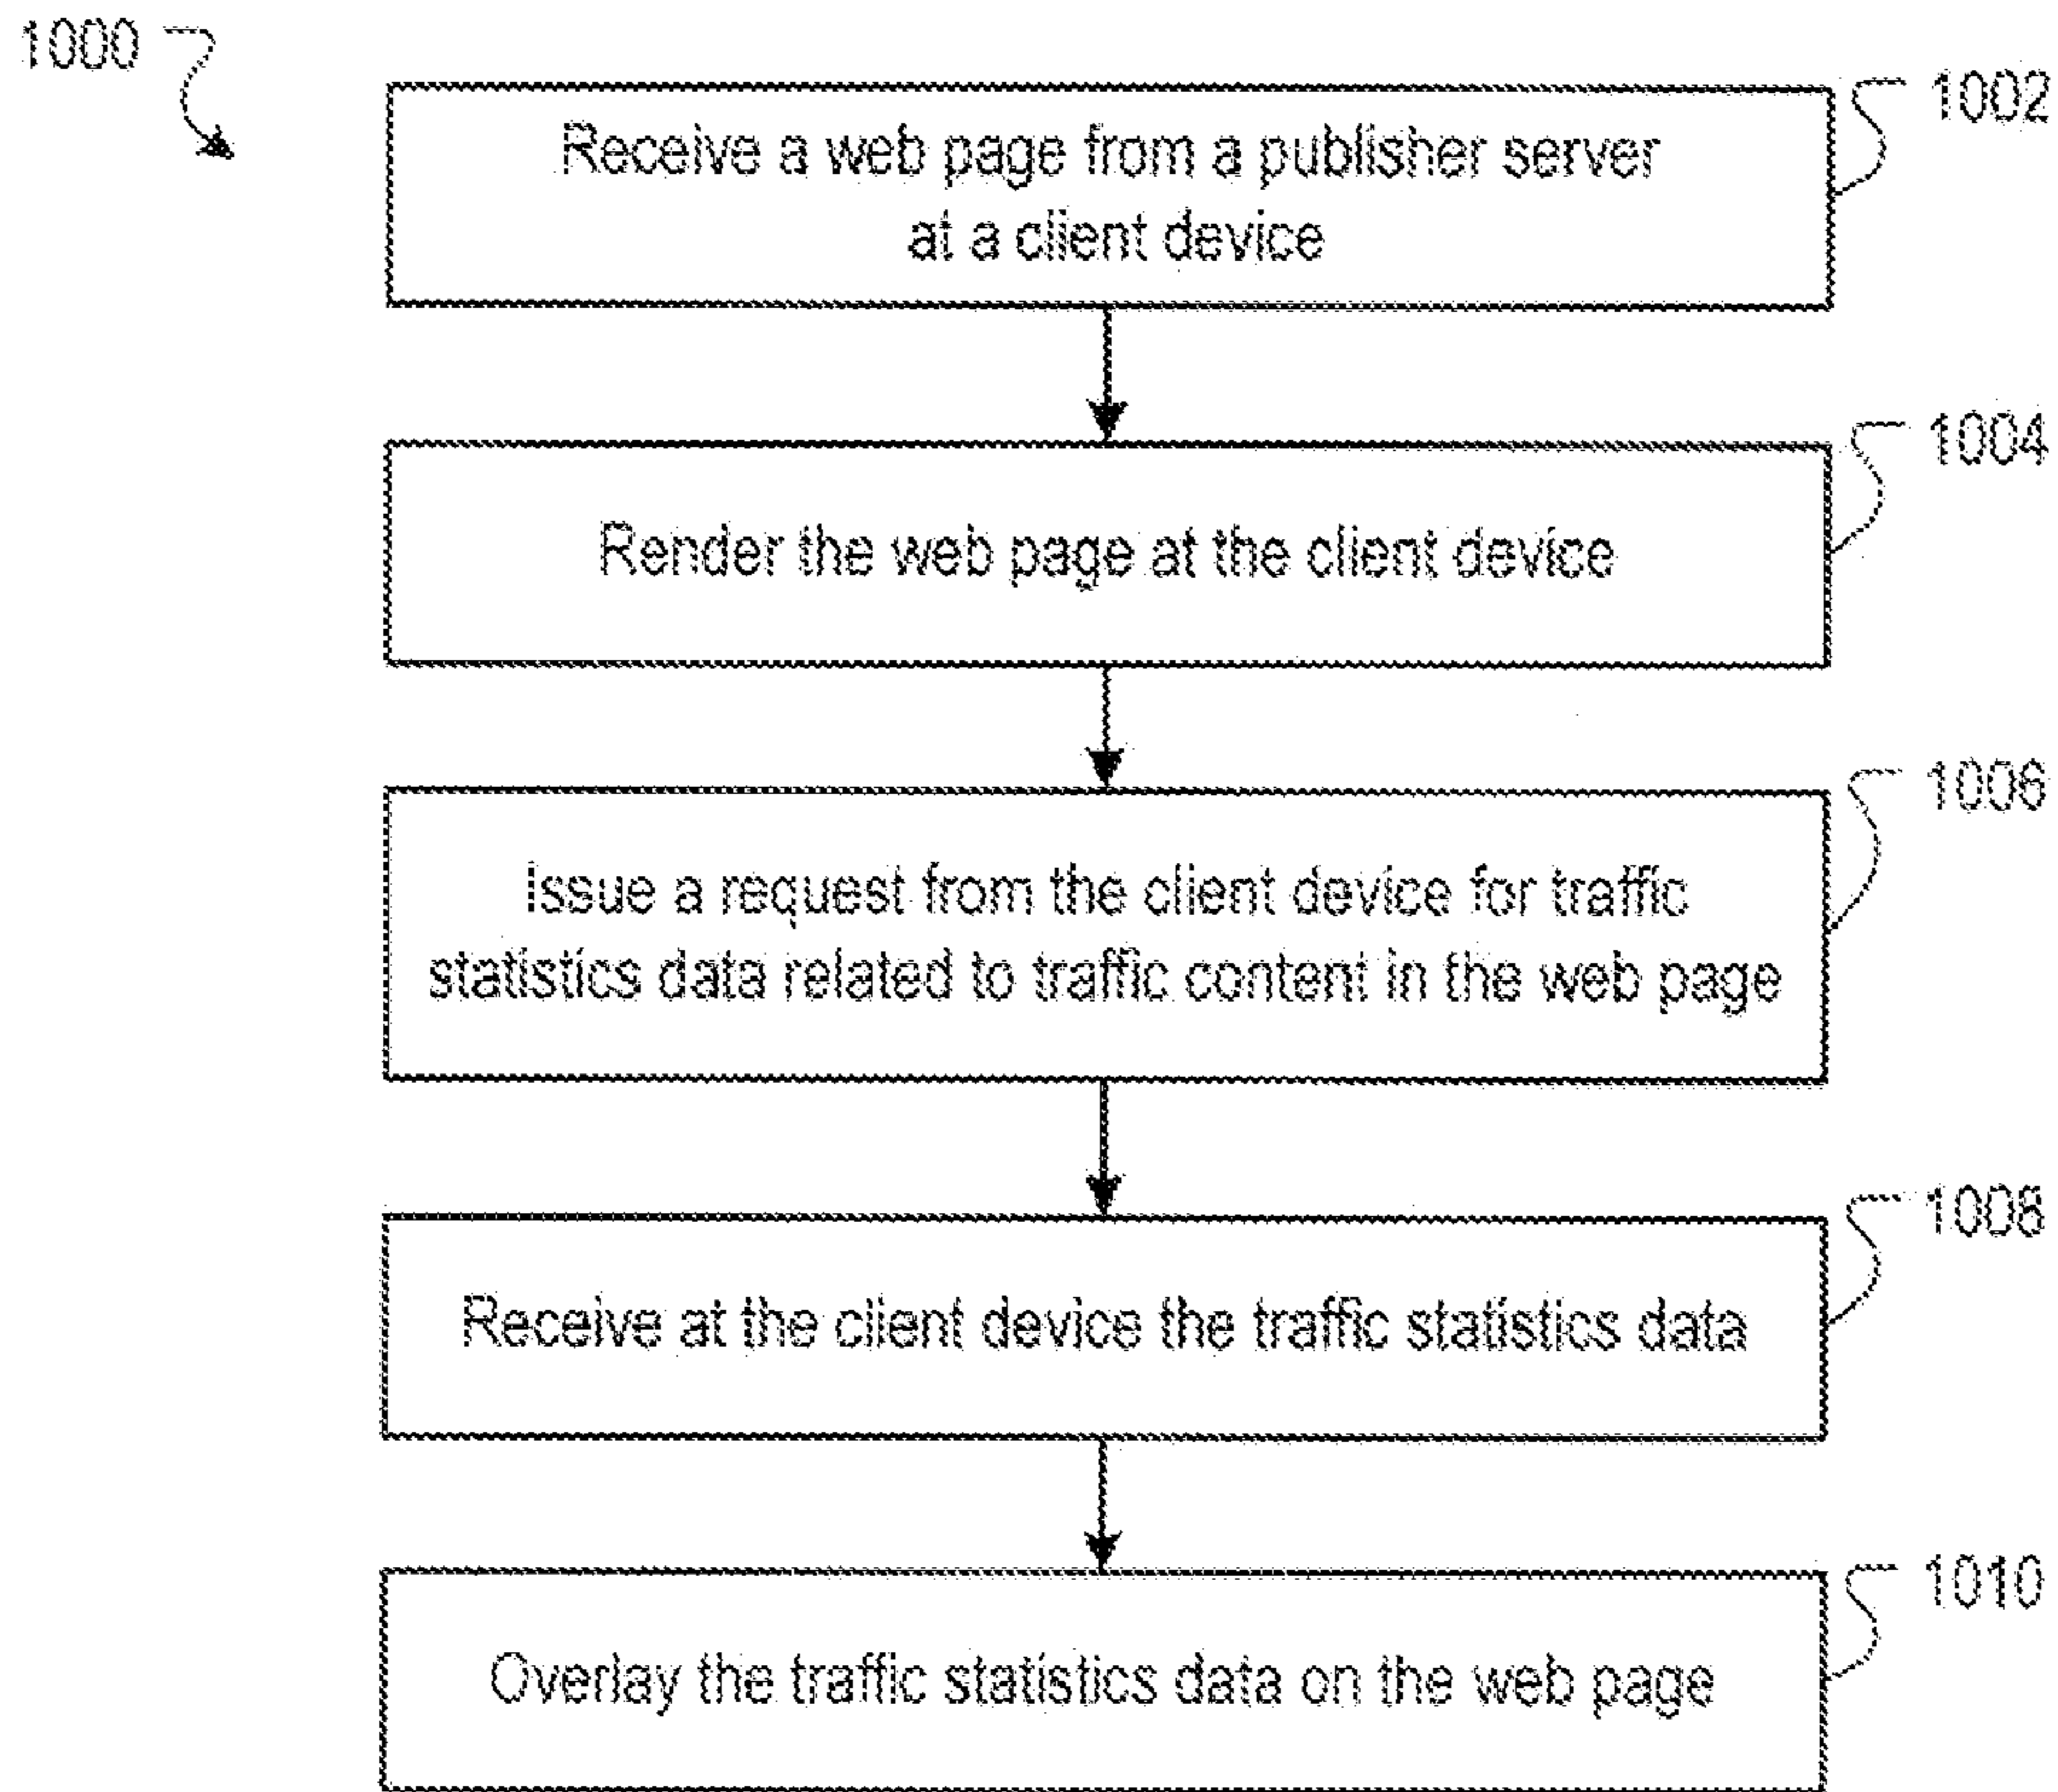 1000
1002
Receive a web page from a publisher server
at a client device
1004
Render the web page at the client device
1006
Issue a request from the client device for traffic
statistics data related to traffic content in the web page
1008
Receive at the client device the traffic statistics data
1010
Overlay the traffic statistics data on the web page